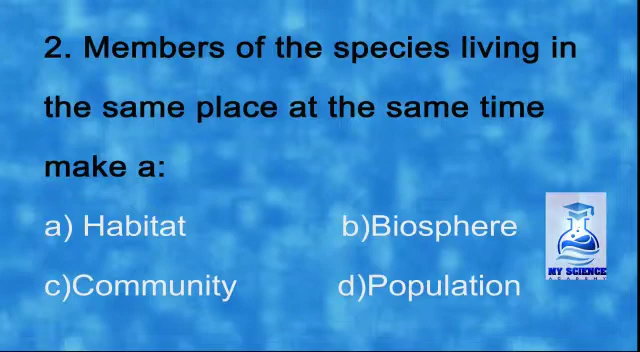 2. Members of the species living in
the same place at the same time
make a:
a) Habitat b)Biosphere
c)Community d)Population
MY SCIENCE
ACADEMY